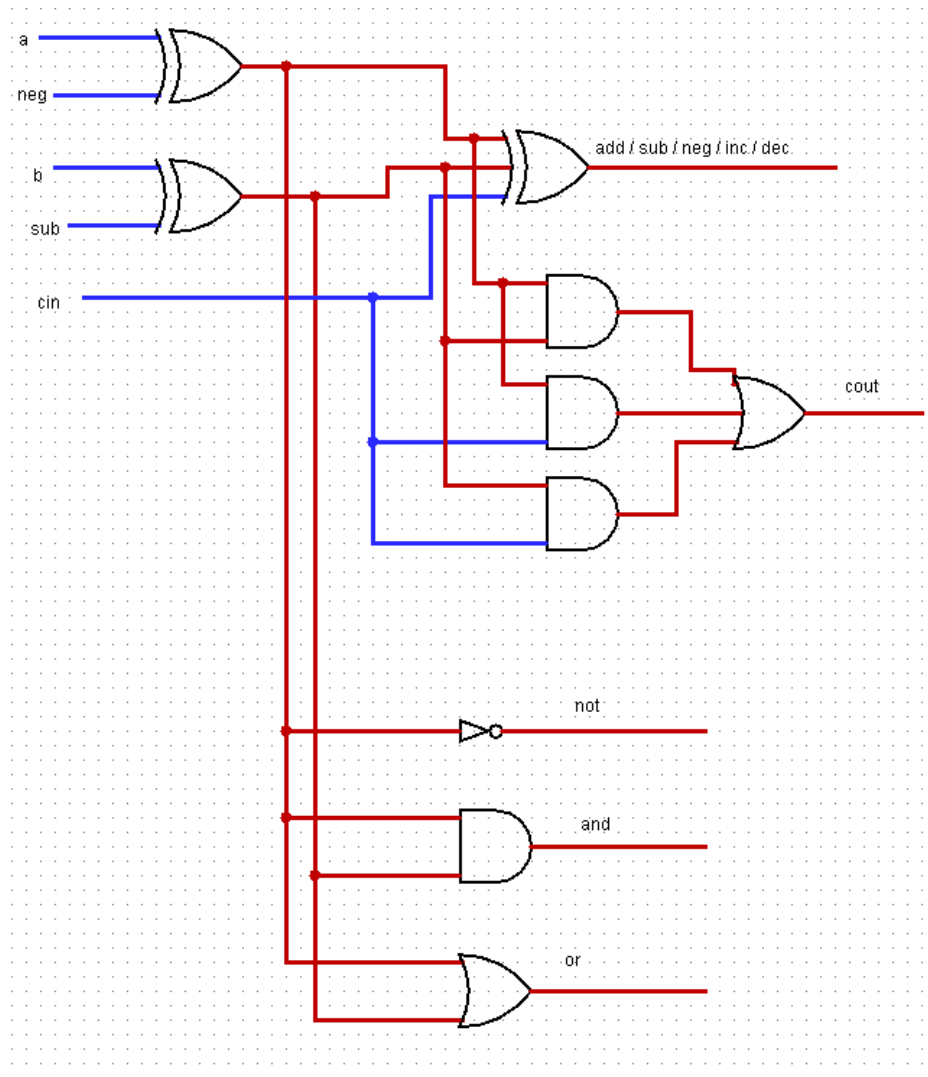 a
neg
add / sub / neg / inc / dec
b
sub
cin
cout
not
and
or